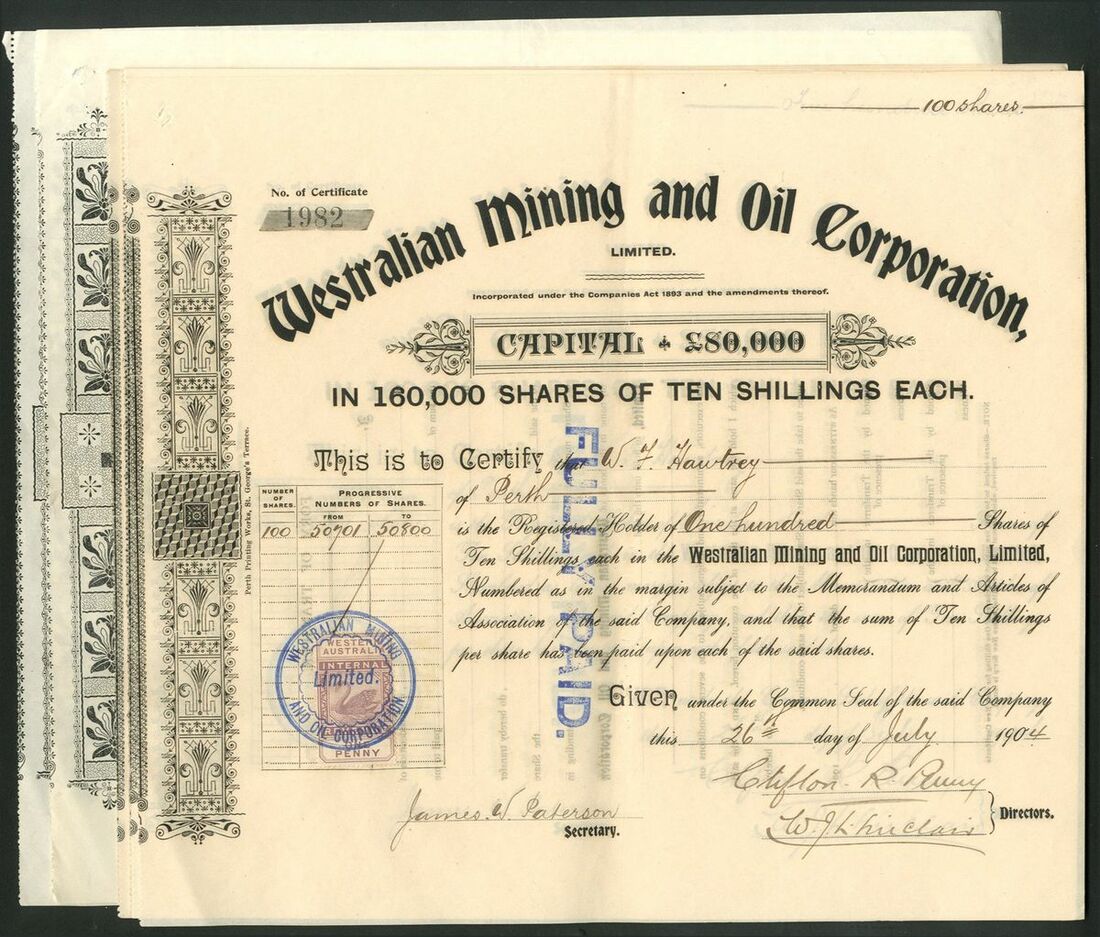 100 shares
No. of Certificate
1982
Westralian Mining and Oil Corporation,
LIMITED.
Incorporated under the Companies Act 1893 and the amendments thereof.
CAPITAL £80,000
IN 160,000 SHARES OF TEN SHILLINGS EACH.
This is to Certify that W. F. Hawtrey
of Perth
is the Registered Holder of One hundred Shares of
Ten Shillings each in the Westralian Mining and Oil Corporation, Limited,
Numbered as in the margin subject to the Memorandum and Articles of
Association of the said Company, and that the sum of Ten Shillings
per share has been paid upon each of the said shares.
Given under the Common Seal of the said Company
this 26th day of July 1904
FULLY PAID.
NUMBER OF SHARES.
PROGRESSIVE NUMBERS OF SHARES.
FROM TO
100 50701 50800
WESTRALIAN MINING
Limited.
AND OIL CORPORATION
WESTERN
AUSTRALIA
INTERNAL
PENNY
Perth Printing Works, St. George's Terrace.
James W. Paterson
Secretary.
Clifton R. Penny
W. J. Sinclair
Directors.